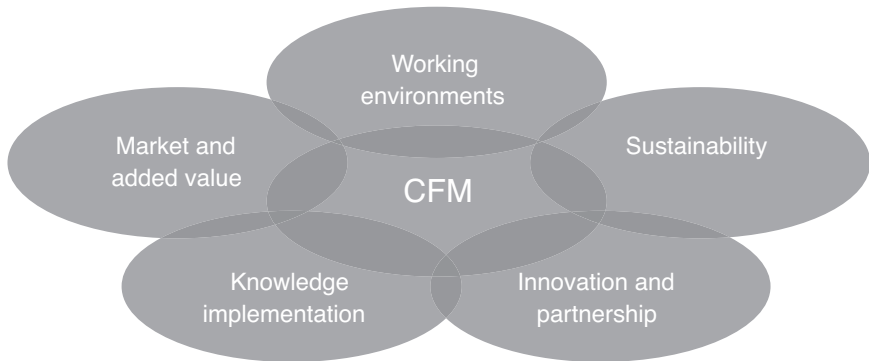 Working
environments
Market and
added value
Sustainability
CFM
Knowledge
implementation
Innovation and
partnership